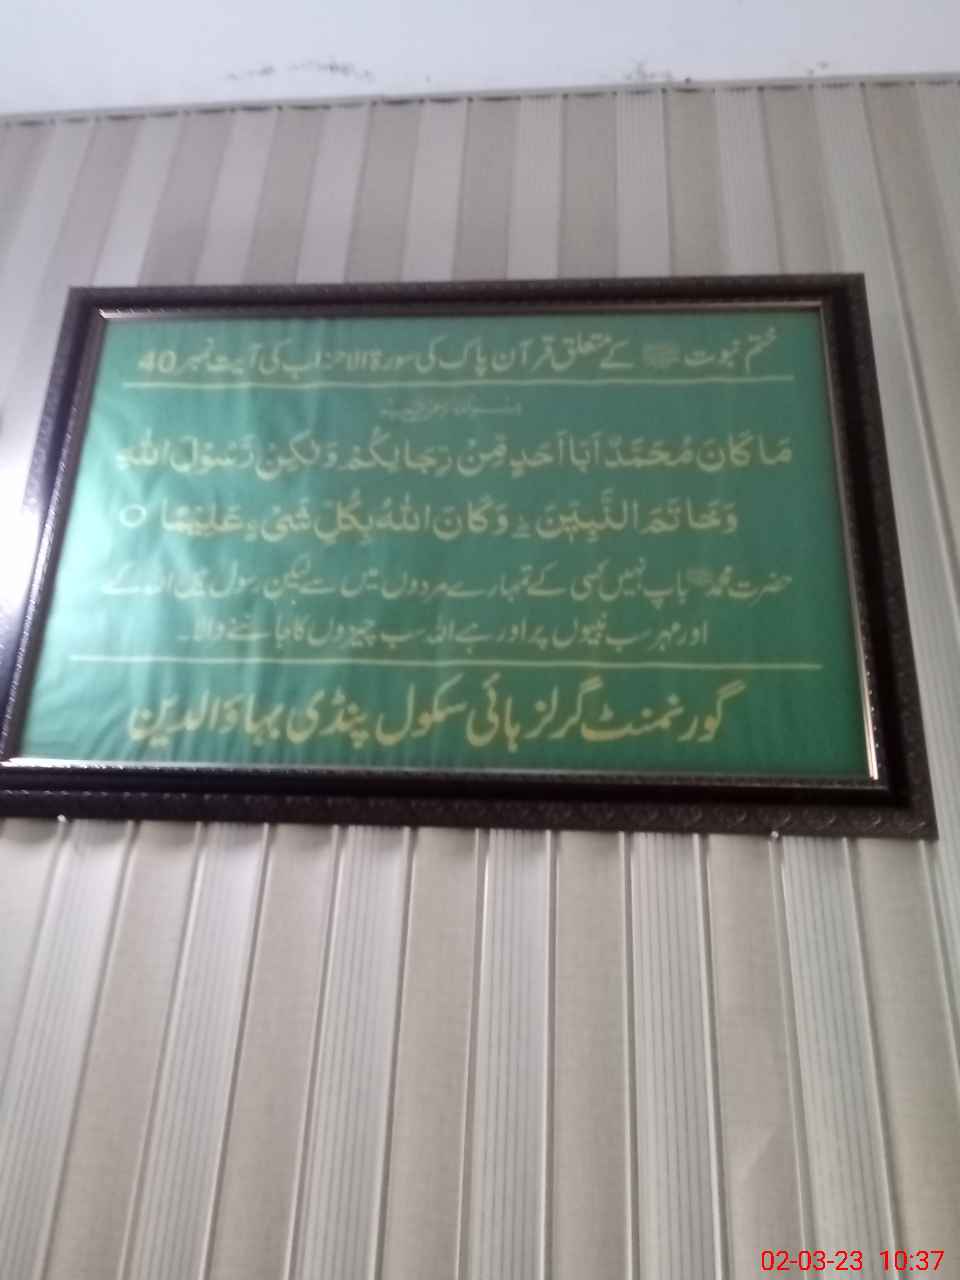 ختم نبوت ﷺ کے متعلق قرآن پاک کی سورۃ الاحزاب کی آیت نمبر 40
مَا كَانَ مُحَمَّدٌ اَبَا اَحَدٍ مِّنْ رِّجَالِكُمْ وَلٰكِنْ رَّسُوْلَ اللّٰهِ
وَخَاتَمَ النَّبِيّٖنَ ؕ وَكَانَ اللّٰهُ بِكُلِّ شَیْءٍ عَلِيْمًا ○
حضرت محمد ﷺ باپ نہیں کسی کے تمہارے مردوں میں سے لیکن رسول ہیں اللہ کے
اور مہر سب نبیوں پر اور ہے اللہ سب چیزوں کا جاننے والا۔
گورنمنٹ گرلز ہائی سکول پنڈی بہاؤالدین
02-03-23 10:37